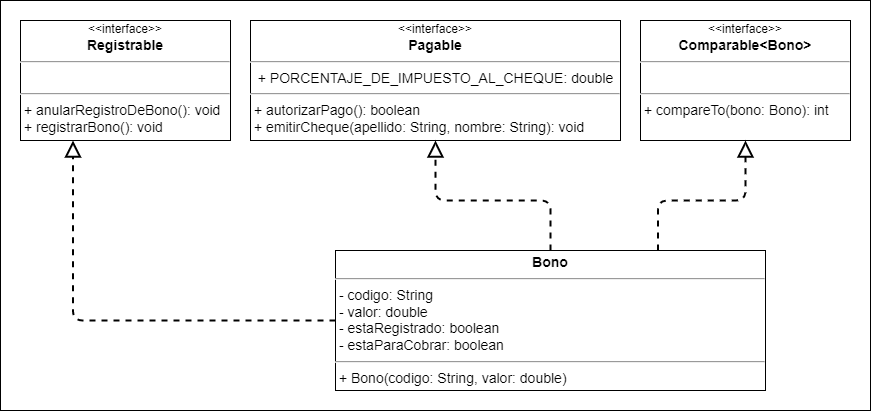 <<interface>>
Registrable
+ anularRegistroDeBono(): void
+ registrarBono(): void
<<interface>>
Pagable
+ PORCENTAJE_DE_IMPUESTO_AL_CHEQUE: double
+ autorizarPago(): boolean
+ emitirCheque(apellido: String, nombre: String): void
<<interface>>
Comparable<Bono>
+ compareTo(bono: Bono): int
Bono
- codigo: String
- valor: double
- estaRegistrado: boolean
- estaParaCobrar: boolean
+ Bono(codigo: String, valor: double)